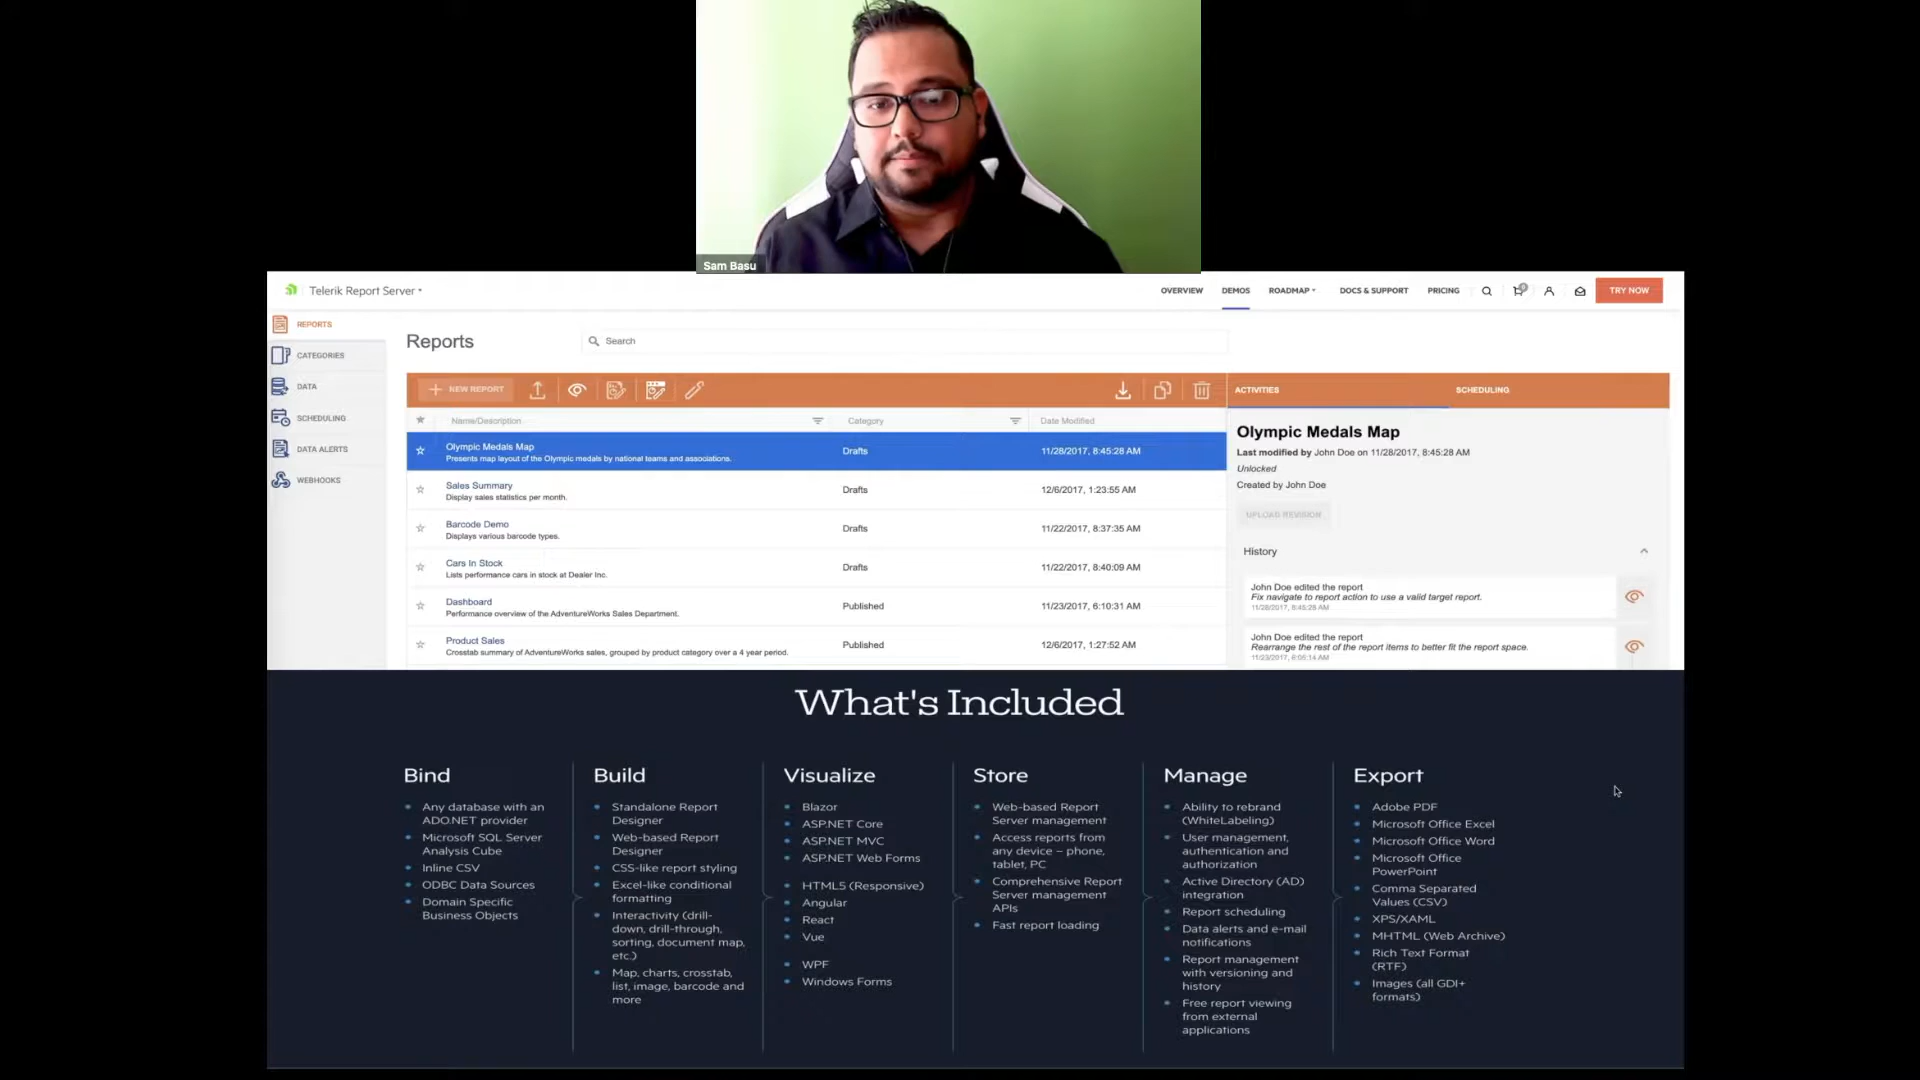 Sam Basu
Telerik Report Server
OVERVIEW
DEMOS
ROADMAP
DOCS & SUPPORT
PRICING
TRY NOW
REPORTS
CATEGORIES
DATA
SCHEDULING
DATA ALERTS
WEBHOOKS
Reports
Search
NEW REPORT
Name/Description
Category
Date Modified
Olympic Medals Map
Presents map layout of the Olympic medals by national teams and associations.
Drafts
11/28/2017, 8:45:28 AM
Sales Summary
Display sales statistics per month.
Drafts
12/6/2017, 1:23:55 AM
Barcode Demo
Displays various barcode types.
Drafts
11/22/2017, 8:37:35 AM
Cars In Stock
Lists performance cars in stock at Dealer Inc.
Drafts
11/22/2017, 8:40:09 AM
Dashboard
Performance overview of the AdventureWorks Sales Department.
Published
11/23/2017, 6:10:31 AM
Product Sales
Crosstab summary of AdventureWorks sales, grouped by product category over a 4 year period.
Published
12/6/2017, 1:27:52 AM
ACTIVITIES
SCHEDULING
Olympic Medals Map
Last modified by John Doe on 11/28/2017, 8:45:28 AM
Unlocked
Created by John Doe
UPLOAD REVISION
History
John Doe edited the report
Fix navigate to report action to use a valid target report.
11/28/2017, 8:45:28 AM
John Doe edited the report
Rearrange the rest of the report items to better fit the report space.
11/23/2017, 6:05:14 AM
What's Included
Bind
Any database with an
ADO.NET provider
Microsoft SQL Server
Analysis Cube
Inline CSV
ODBC Data Sources
Domain Specific
Business Objects
Build
Standalone Report
Designer
Web-based Report
Designer
CSS-like report styling
Excel-like conditional
formatting
Interactivity (drill-
down, drill-through,
sorting, document map,
etc.)
Map, charts, crosstab,
list, image, barcode and
more
Visualize
Blazor
ASP.NET Core
ASP.NET MVC
ASP.NET Web Forms
HTML5 (Responsive)
Angular
React
Vue
WPF
Windows Forms
Store
Web-based Report
Server management
Access reports from
any device – phone,
tablet, PC
Comprehensive Report
Server management
APIs
Fast report loading
Manage
Ability to rebrand
(WhiteLabeling)
User management,
authentication and
authorization
Active Directory (AD)
integration
Report scheduling
Data alerts and e-mail
notifications
Report management
with versioning and
history
Free report viewing
from external
applications
Export
Adobe PDF
Microsoft Office Excel
Microsoft Office Word
Microsoft Office
PowerPoint
Comma Separated
Values (CSV)
XPS/XAML
MHTML (Web Archive)
Rich Text Format
(RTF)
Images (all GDI+
formats)